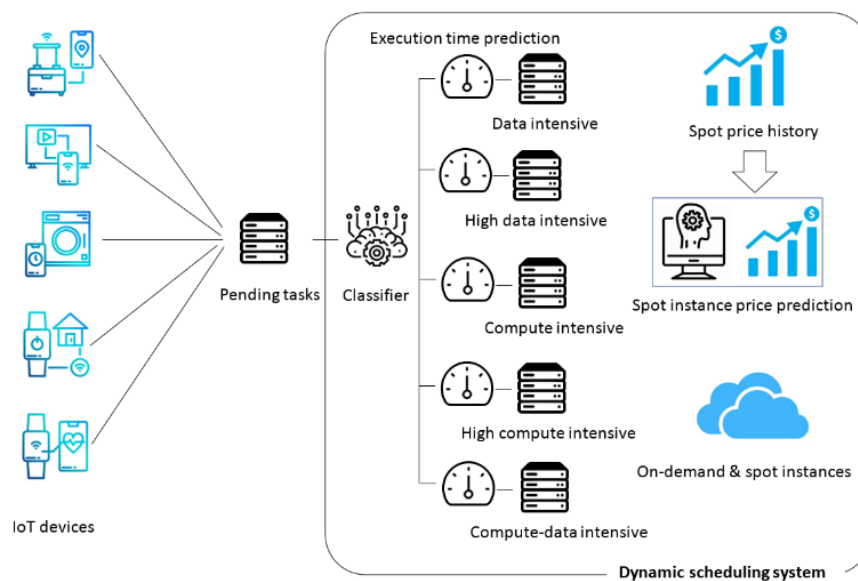 Execution time prediction
$
Data intensive
Spot price history
High data intensive
$
Pending tasks
Classifier
Compute intensive
Spot instance price prediction
High compute intensive
On-demand & spot instances
IoT devices
Compute-data intensive
Dynamic scheduling system